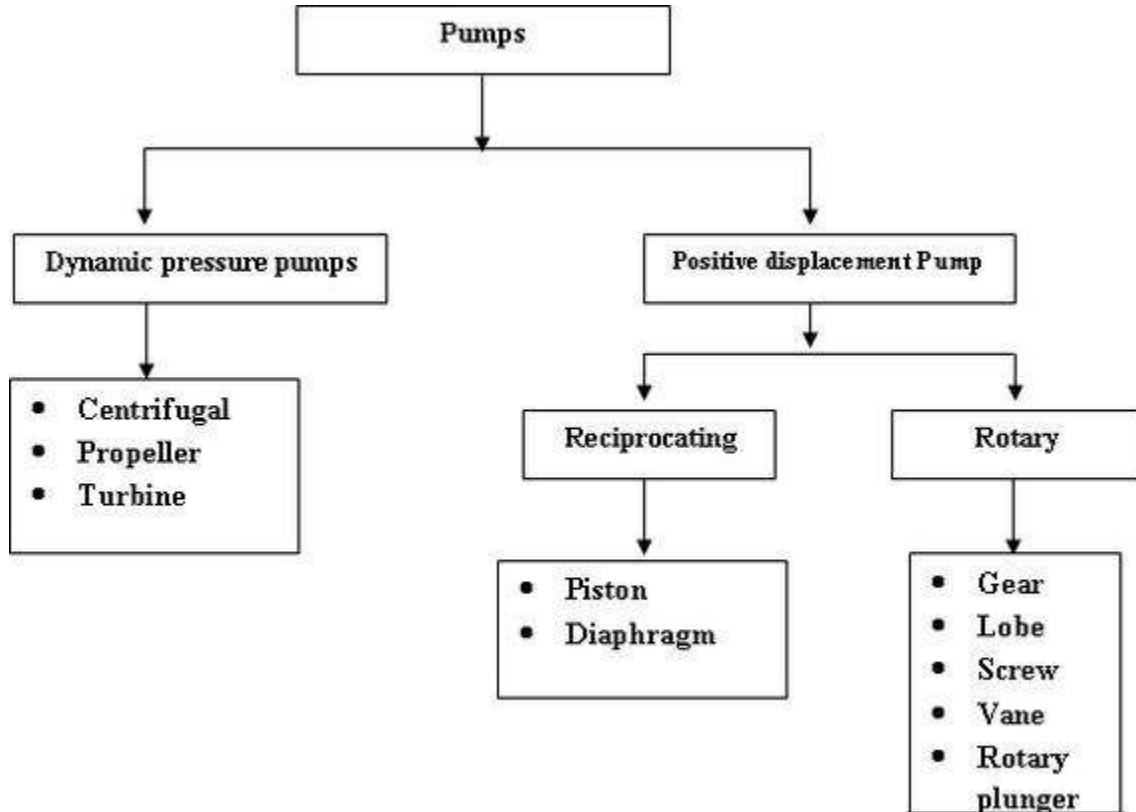 Pumps
Dynamic pressure pumps
Positive displacement Pump
• Centrifugal
• Propeller
• Turbine
Reciprocating
Rotary
• Piston
• Diaphragm
• Gear
• Lobe
• Screw
• Vane
• Rotary
plunger